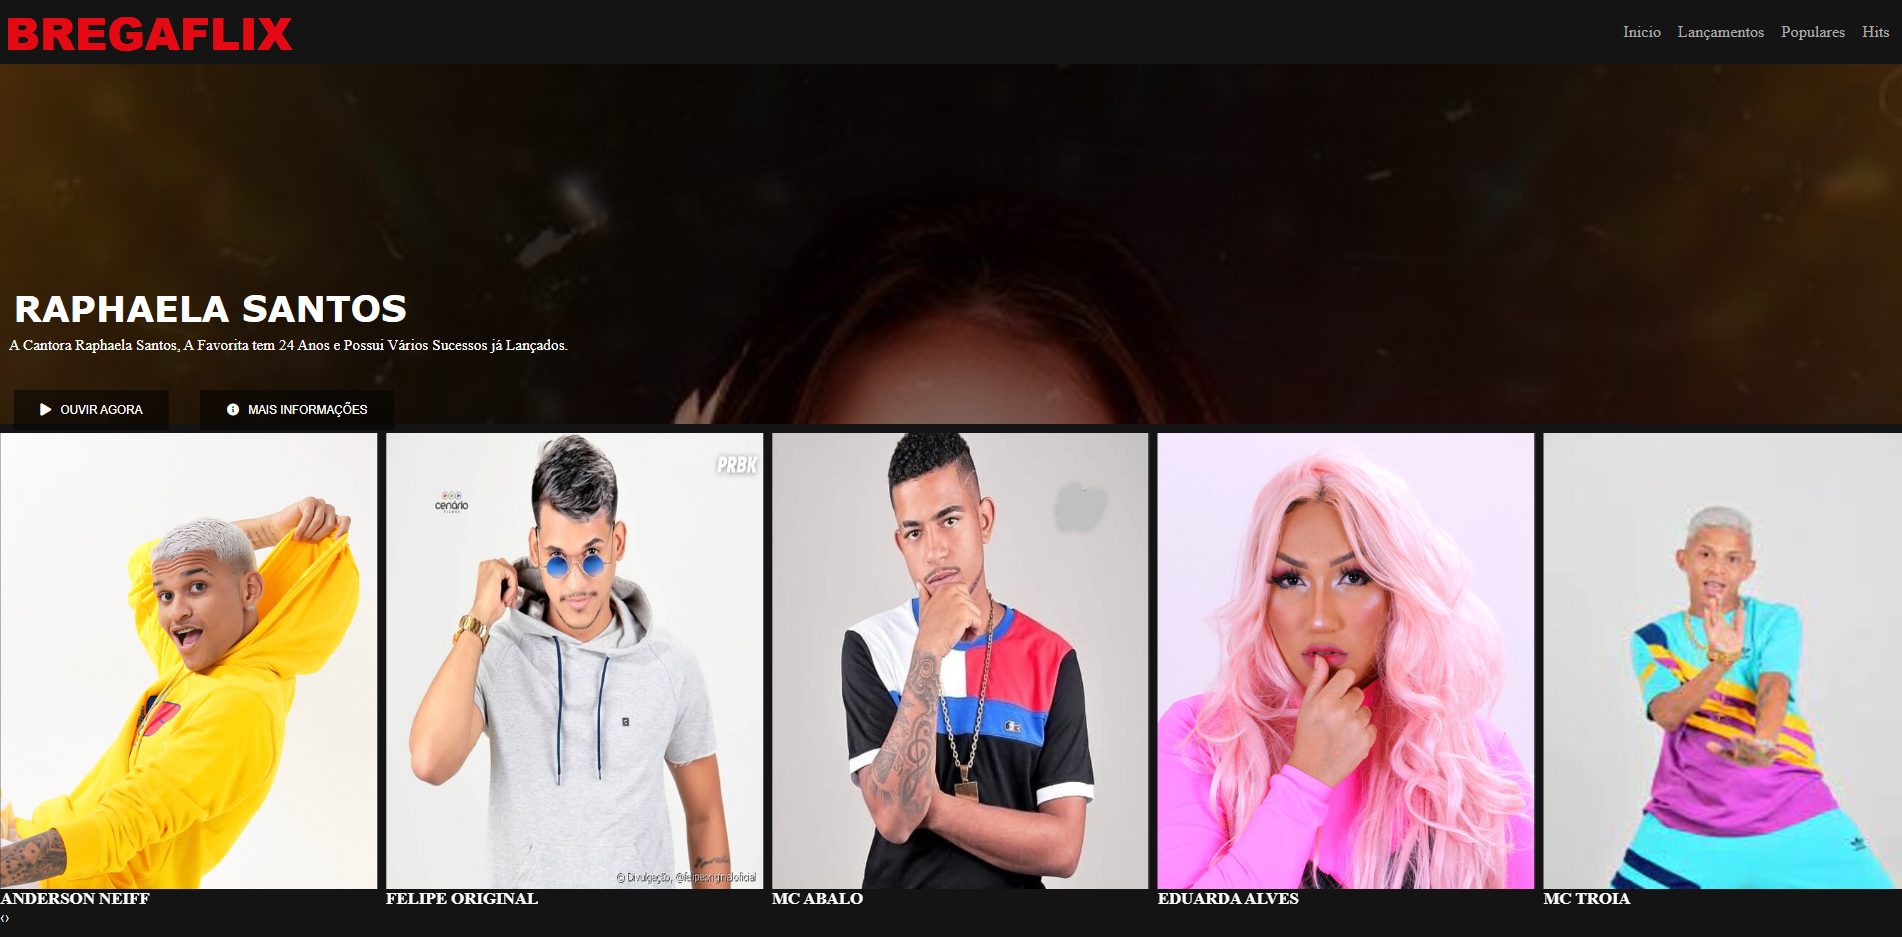 BREGAFLIX
Inicio Lançamentos Populares Hits
RAPHAELA SANTOS
A Cantora Raphaela Santos, A Favorita tem 24 Anos e Possui Vários Sucessos já Lançados.
OUVIR AGORA MAIS INFORMAÇÕES
PRBK
cenário
FILMES
© Divulgação, @felipeoriginaloficial
ANDERSON NEIFF FELIPE ORIGINAL MC ABALO EDUARDA ALVES MC TROIA
‹›